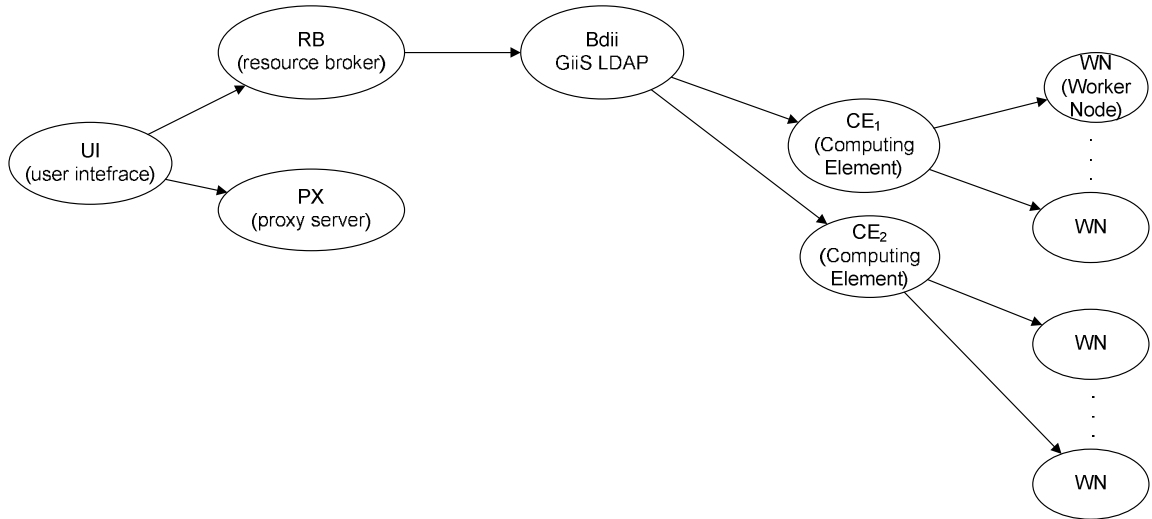 RB
(resource broker)
Bdii
GiiS LDAP
WN
(Worker
Node)
UI
(user intefrace)
CE₁
(Computing
Element)
PX
(proxy server)
WN
CE₂
(Computing
Element)
WN
WN